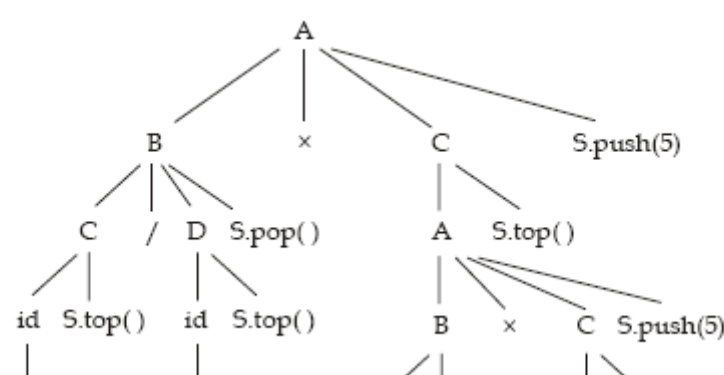 A
B × C S.push(5)
C / D S.pop( ) A S.top( )
id S.top( ) id S.top( ) B × C S.push(5)